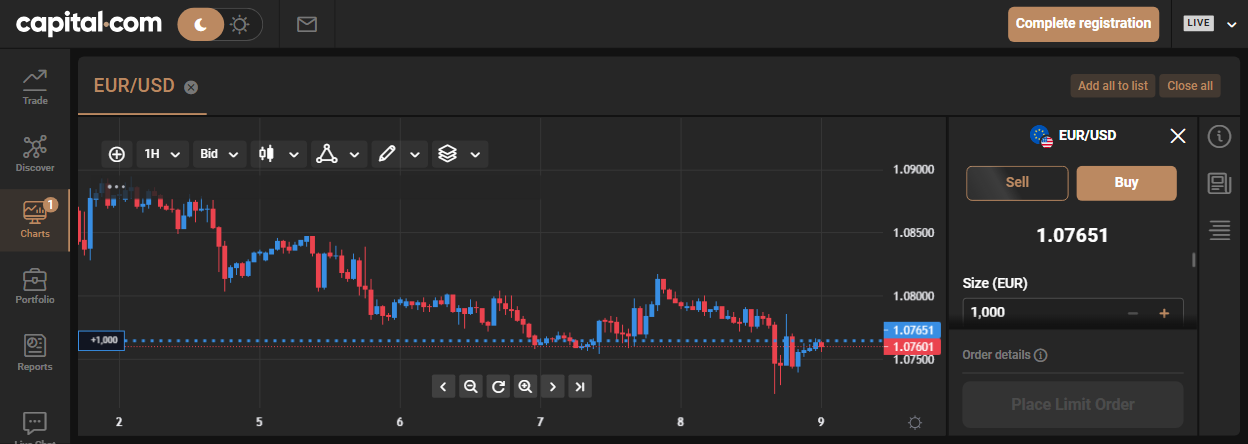 capital.com
Complete registration
LIVE
Trade
Discover
1
Charts
Portfolio
Reports
Live Chat
EUR/USD
Add all to list
Close all
1H
Bid
1.09000
1.08500
1.08000
1.07651
1.07601
1.07500
+1,000
2 5 6 7 8 9
EUR/USD
Sell
Buy
1.07651
Size (EUR)
1,000
Order details
Place Limit Order